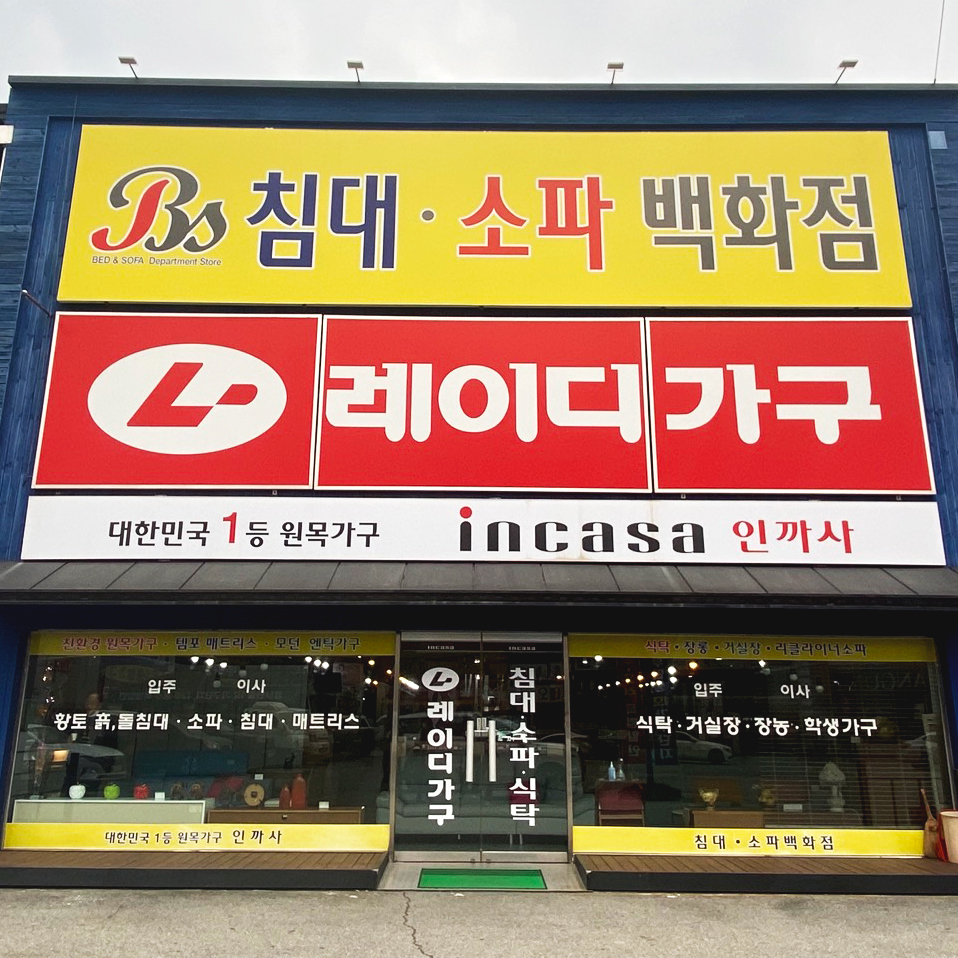 Bs 침대·소파 백화점
BED & SOFA Department Store
레이디가구
대한민국 1등 원목가구
incasa 인까사
친환경 원목가구 · 템포 매트리스 · 모던 엔틱가구
입주 이사
황토 흙,돌침대 · 소파 · 침대 · 매트리스
대한민국 1등 원목가구 인까사
incasa
레이디가구
incasa
침대·소파·식탁
식탁·장롱·거실장·리클라이너소파
입주 이사
식탁·거실장·장농·학생가구
침대·소파백화점